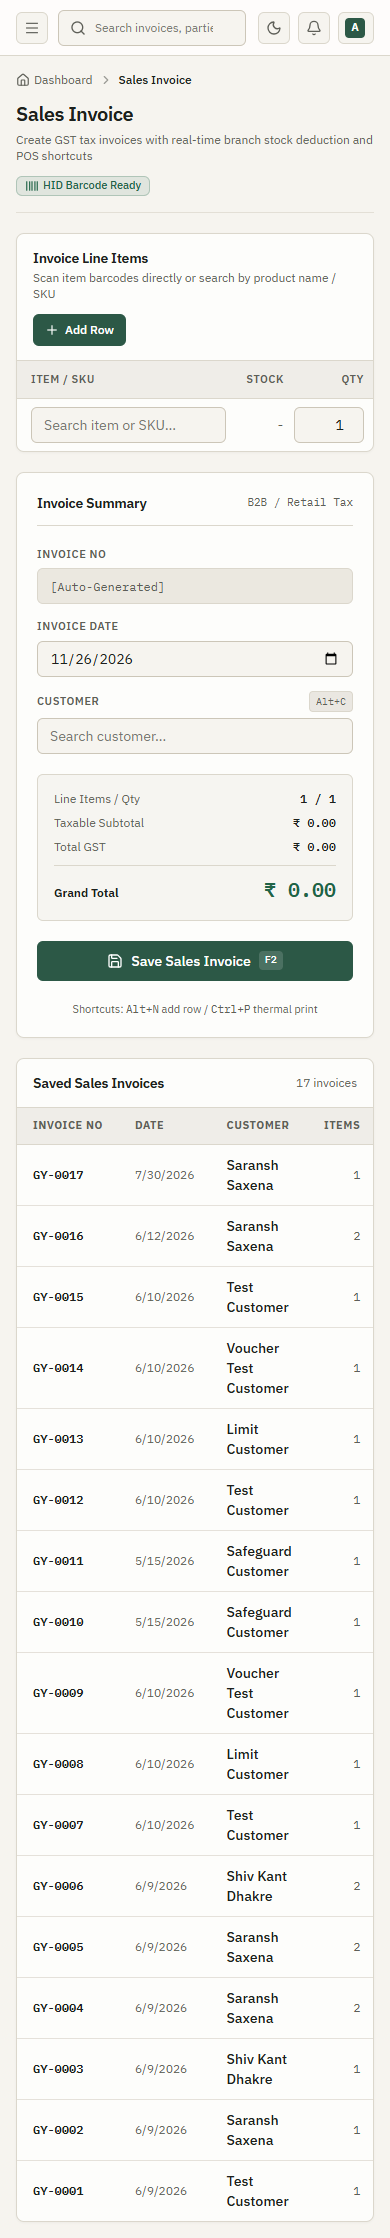 Search invoices, partie
A
Dashboard > Sales Invoice
Sales Invoice
Create GST tax invoices with real-time branch stock deduction and
POS shortcuts
HID Barcode Ready
Invoice Line Items
Scan item barcodes directly or search by product name /
SKU
+ Add Row
ITEM / SKU STOCK QTY
Search item or SKU... - 1
Invoice Summary B2B / Retail Tax
INVOICE NO
[Auto-Generated]
INVOICE DATE
11/26/2026
CUSTOMER Alt+C
Search customer...
Line Items / Qty 1 / 1
Taxable Subtotal ₹ 0.00
Total GST ₹ 0.00
Grand Total ₹ 0.00
Save Sales Invoice F2
Shortcuts: Alt+N add row / Ctrl+P thermal print
Saved Sales Invoices 17 invoices
INVOICE NO DATE CUSTOMER ITEMS
GY-0017 7/30/2026 Saransh Saxena 1
GY-0016 6/12/2026 Saransh Saxena 2
GY-0015 6/10/2026 Test Customer 1
GY-0014 6/10/2026 Voucher Test Customer 1
GY-0013 6/10/2026 Limit Customer 1
GY-0012 6/10/2026 Test Customer 1
GY-0011 5/15/2026 Safeguard Customer 1
GY-0010 5/15/2026 Safeguard Customer 1
GY-0009 6/10/2026 Voucher Test Customer 1
GY-0008 6/10/2026 Limit Customer 1
GY-0007 6/10/2026 Test Customer 1
GY-0006 6/9/2026 Shiv Kant Dhakre 2
GY-0005 6/9/2026 Saransh Saxena 2
GY-0004 6/9/2026 Saransh Saxena 2
GY-0003 6/9/2026 Shiv Kant Dhakre 1
GY-0002 6/9/2026 Saransh Saxena 1
GY-0001 6/9/2026 Test Customer 1